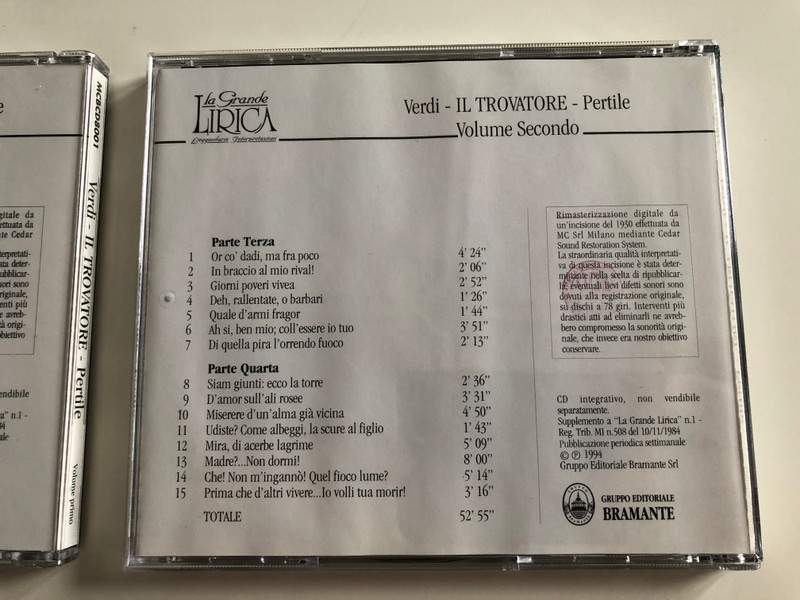 MCBCD8001
Verdi - IL TROVATORE - Pertile
Volume primo
La Grande
LIRICA
Leggendarie Interpretazioni
Verdi - IL TROVATORE - Pertile
Volume Secondo
Parte Terza
1 Or co' dadi, ma fra poco 4' 24"
2 In braccio al mio rival! 2' 06"
3 Giorni poveri vivea 2' 52"
4 Deh, rallentate, o barbari 1' 26"
5 Quale d'armi fragor 1' 44"
6 Ah si, ben mio; coll'essere io tuo 3' 51"
7 Di quella pira l'orrendo fuoco 2' 13"
Parte Quarta
8 Siam giunti: ecco la torre 2' 36"
9 D'amor sull'ali rosee 3' 31"
10 Miserere d'un'alma già vicina 4' 50"
11 Udiste? Come albeggi, la scure al figlio 1' 43"
12 Mira, di acerbe lagrime 5' 09"
13 Madre?...Non dormi! 8' 00"
14 Che! Non m'ingannò! Quel fioco lume? 5' 14"
15 Prima che d'altri vivere...Io volli tua morir! 3' 16"
TOTALE 52' 55"
Rimasterizzazione digitale da
un'incisione del 1930 effettuata da
MC Srl Milano mediante Cedar
Sound Restoration System.
La straordinaria qualità interpretati-
va di questa incisione è stata deter-
minante nella scelta di ripubblicar-
la: eventuali lievi difetti sonori sono
dovuti alla registrazione originale,
su dischi a 78 giri. Interventi più
drastici atti ad eliminarli ne avreb-
bero compromesso la sonorità origi-
nale, che invece era nostro obiettivo
conservare.
CD integrativo, non vendibile
separatamente.
Supplemento a "La Grande Lirica" n.1 -
Reg. Trib. MI n.508 del 10/11/1984
Pubblicazione periodica settimanale
© ℗ 1994
Gruppo Editoriale Bramante Srl
GRUPPO EDITORIALE
BRAMANTE